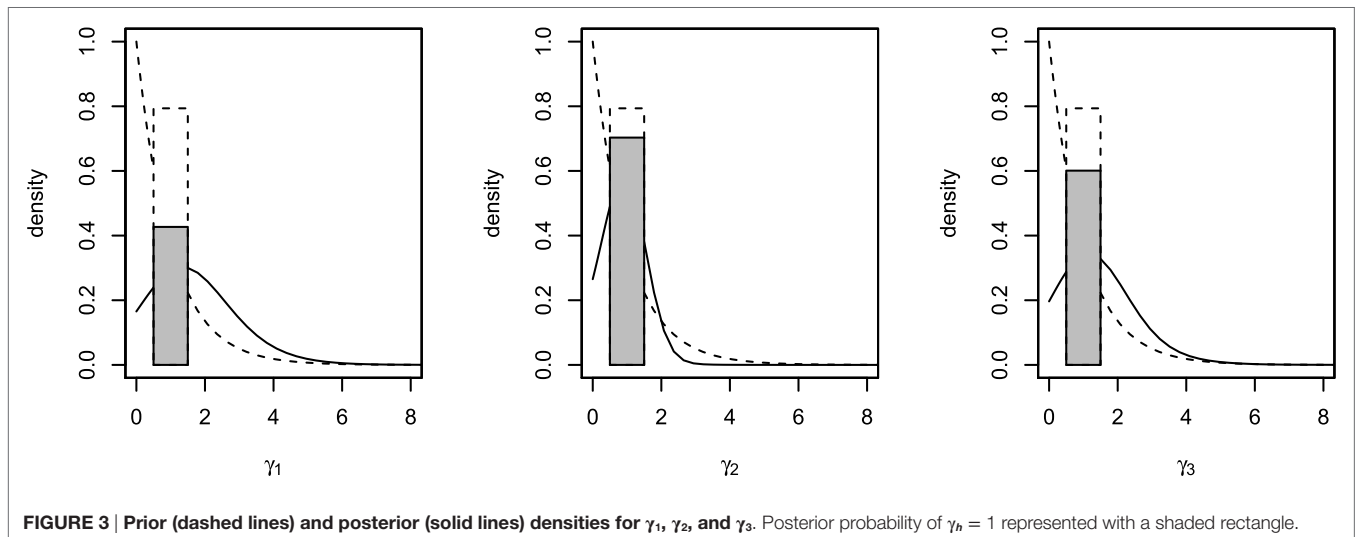 density
0.0 0.2 0.4 0.6 0.8 1.0
0 2 4 6 8
γ1
density
0.0 0.2 0.4 0.6 0.8 1.0
0 2 4 6 8
γ2
density
0.0 0.2 0.4 0.6 0.8 1.0
0 2 4 6 8
γ3
FIGURE 3 | Prior (dashed lines) and posterior (solid lines) densities for γ1, γ2, and γ3. Posterior probability of γh = 1 represented with a shaded rectangle.